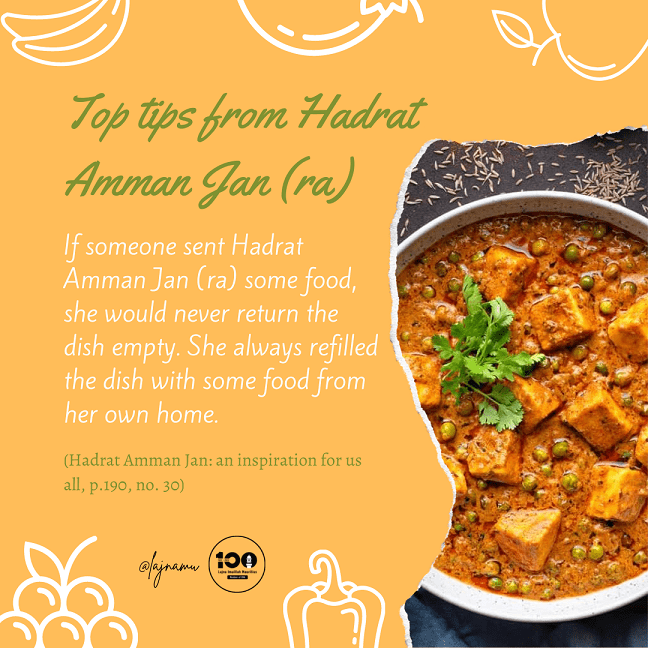 Top tips from Hadrat
Amman Jan (ra)
If someone sent Hadrat
Amman Jan (ra) some food,
she would never return the
dish empty. She always refilled
the dish with some food from
her own home.
(Hadrat Amman Jan: an inspiration for us
all, p.190, no. 30)
@lajnamu
100